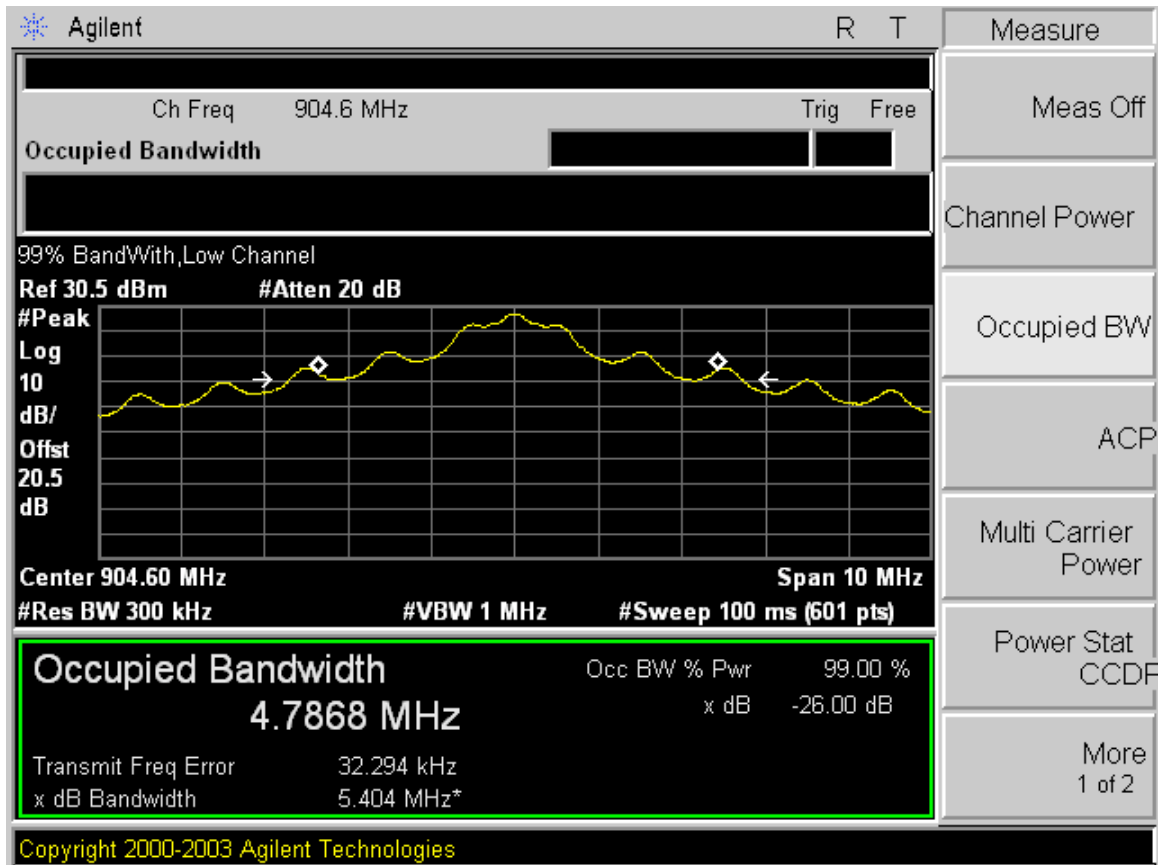 Agilent R T
Measure
Ch Freq 904.6 MHz Trig Free
Occupied Bandwidth
99% BandWith,Low Channel
Ref 30.5 dBm #Atten 20 dB
#Peak
Log
10
dB/
Offst
20.5
dB
Center 904.60 MHz Span 10 MHz
#Res BW 300 kHz #VBW 1 MHz #Sweep 100 ms (601 pts)
Occupied Bandwidth
4.7868 MHz
Occ BW % Pwr 99.00 %
x dB -26.00 dB
Transmit Freq Error 32.294 kHz
x dB Bandwidth 5.404 MHz*
Copyright 2000-2003 Agilent Technologies
Meas Off
Channel Power
Occupied BW
ACP
Multi Carrier
Power
Power Stat
CCDF
More
1 of 2